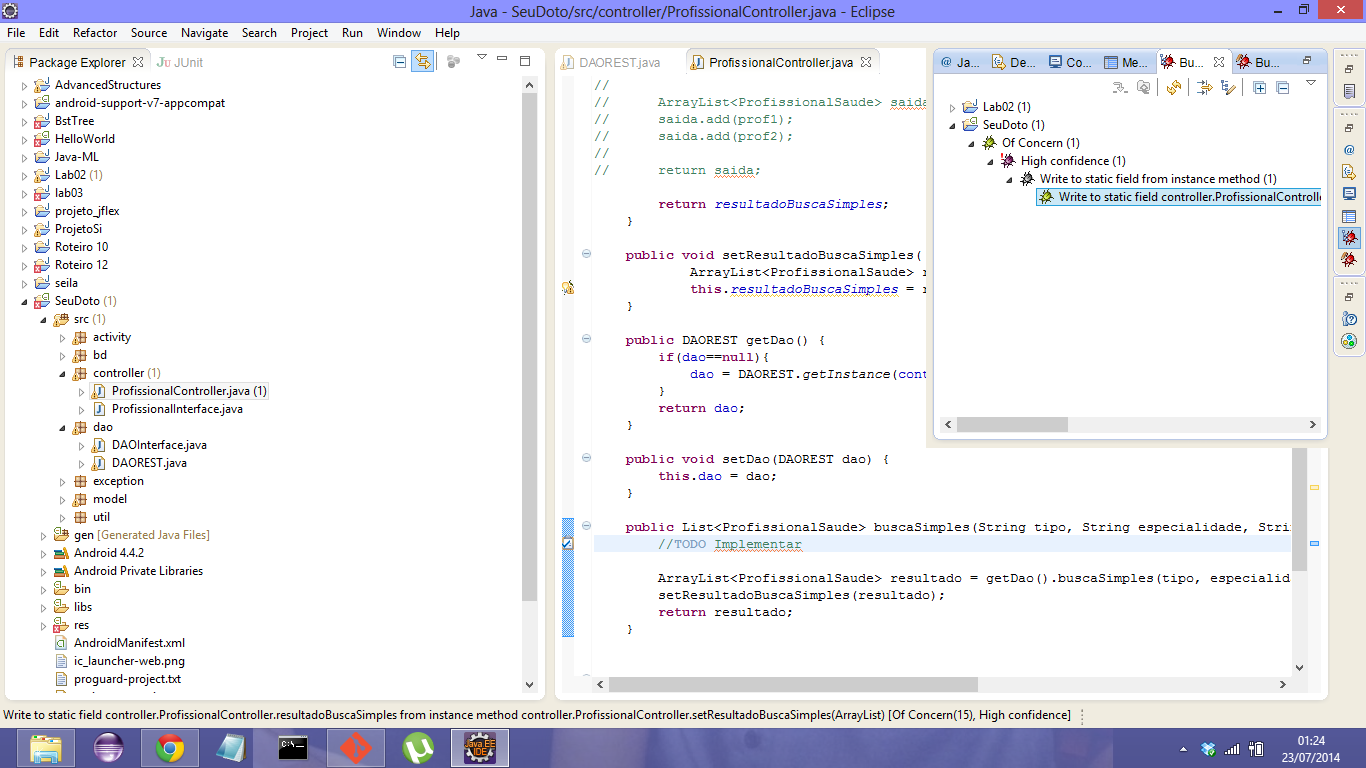 Java - SeuDoto/src/controller/ProfissionalController.java - Eclipse
File Edit Refactor Source Navigate Search Project Run Window Help
Package Explorer JUnit
AdvancedStructures
android-support-v7-appcompat
BstTree
HelloWorld
Java-ML
Lab02 (1)
lab03
projeto_jflex
ProjetoSi
Roteiro 10
Roteiro 12
seila
SeuDoto (1)
src (1)
activity
bd
controller (1)
ProfissionalController.java (1)
ProfissionalInterface.java
dao
DAOInterface.java
DAOREST.java
exception
model
util
gen [Generated Java Files]
Android 4.4.2
Android Private Libraries
bin
libs
res
AndroidManifest.xml
ic_launcher-web.png
proguard-project.txt
DAOREST.java ProfissionalController.java
//
// ArrayList<ProfissionalSaude> saida
// saida.add(prof1);
// saida.add(prof2);
//
// return saida;
return resultadoBuscaSimples;
}
public void setResultadoBuscaSimples(
ArrayList<ProfissionalSaude> r
this.resultadoBuscaSimples = r
}
public DAOREST getDao() {
if(dao==null){
dao = DAOREST.getInstance(cont
}
return dao;
}
public void setDao(DAOREST dao) {
this.dao = dao;
}
public List<ProfissionalSaude> buscaSimples(String tipo, String especialidade, Stri
//TODO Implementar
ArrayList<ProfissionalSaude> resultado = getDao().buscaSimples(tipo, especialid
setResultadoBuscaSimples(resultado);
return resultado;
}
@ Ja... De... Co... Me... Bu... Bu...
Lab02 (1)
SeuDoto (1)
Of Concern (1)
High confidence (1)
Write to static field from instance method (1)
Write to static field controller.ProfissionalControlle
Write to static field controller.ProfissionalController.resultadoBuscaSimples from instance method controller.ProfissionalController.setResultadoBuscaSimples(ArrayList) [Of Concern(15), High confidence]
Java EE
IDE
01:24
23/07/2014